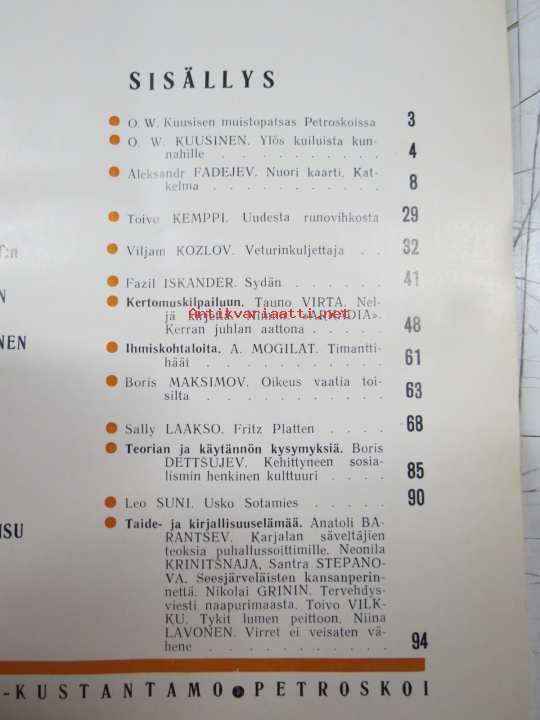 SISÄLLYS
O. W. Kuusisen muistopatsas Petroskoissa 3
O. W. KUUSINEN. Ylös kuiluista kun-
nahille . . . . . . . . . . 4
Aleksandr FADEJEV. Nuori kaarti. Kat-
kelma . . . . . . . . . . . 8
Toivo KEMPPI. Uudesta runovihkosta 29
Viljam KOZLOV. Veturinkuljettaja . . 32
Fazil ISKANDER. Sydän . . . . . . 41
Kertomuskilpailuun. Tauno VIRTA. Nel-
jä kirjettä.
Antikvariaatti.net
Kerran juhlan aattona . . . . . 48
Ihmiskohtaloita. A. MOGILAT. Timantti-
häät . . . . . . . . . . . 61
Boris MAKSIMOV. Oikeus vaatia toi-
silta . . . . . . . . . . . 63
Sally LAAKSO. Fritz Platten . . . . 68
Teorian ja käytännön kysymyksiä. Boris
DETTSUJEV. Kehittyneen sosia-
lismin henkinen kulttuuri . . . . 85
Leo SUNI. Usko Sotamies . . . . . 90
Taide- ja kirjallisuuselämää. Anatoli BA-
RANTSEV. Karjalan säveltäjien
teoksia puhallussoittimille. Neonila
KRINITSNAJA, Santra STEPANO-
VA. Seesjärveläisten kansanperin-
nettä. Nikolai GRININ. Tervehdys-
viesti naapurimaasta. Toivo VILK-
KU. Tykit lumen peittoon. Niina
LAVONEN. Virret ei veisaten vä-
hene . . . . . . . . . . . 94
T:n
N
NEN
ISU
-KUSTANTAMO ● PETROSKOI